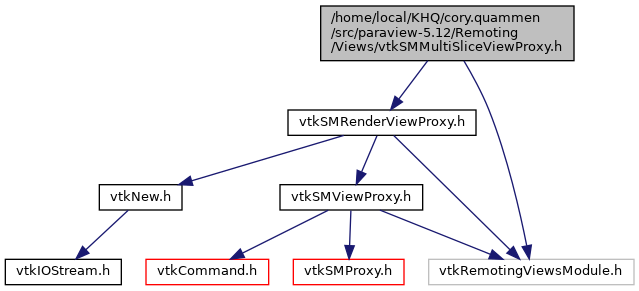 /home/local/KHQ/cory.quammen
/src/paraview-5.12/Remoting
/Views/vtkSMMultiSliceViewProxy.h
vtkSMRenderViewProxy.h
vtkNew.h
vtkSMViewProxy.h
vtkIOStream.h
vtkCommand.h
vtkSMProxy.h
vtkRemotingViewsModule.h